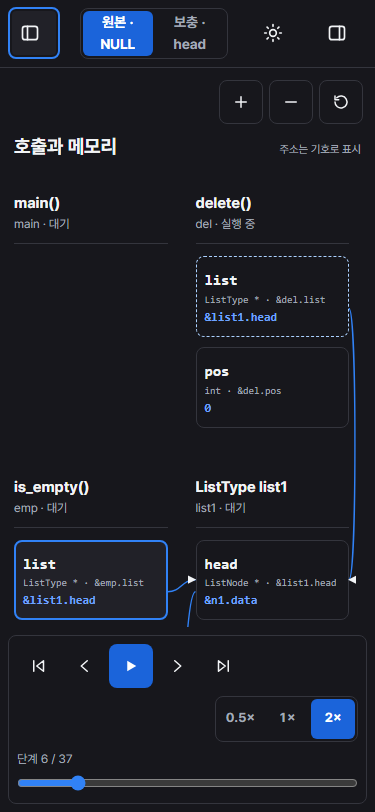 원본 ·
NULL
보충 ·
head
호출과 메모리
주소는 기호로 표시
main()
main · 대기
delete()
del · 실행 중
list
ListType * · &del.list
&list1.head
pos
int · &del.pos
0
is_empty()
emp · 대기
ListType list1
list1 · 대기
list
ListType * · &emp.list
&list1.head
head
ListNode * · &list1.head
&n1.data
0.5×
1×
2×
단계 6 / 37